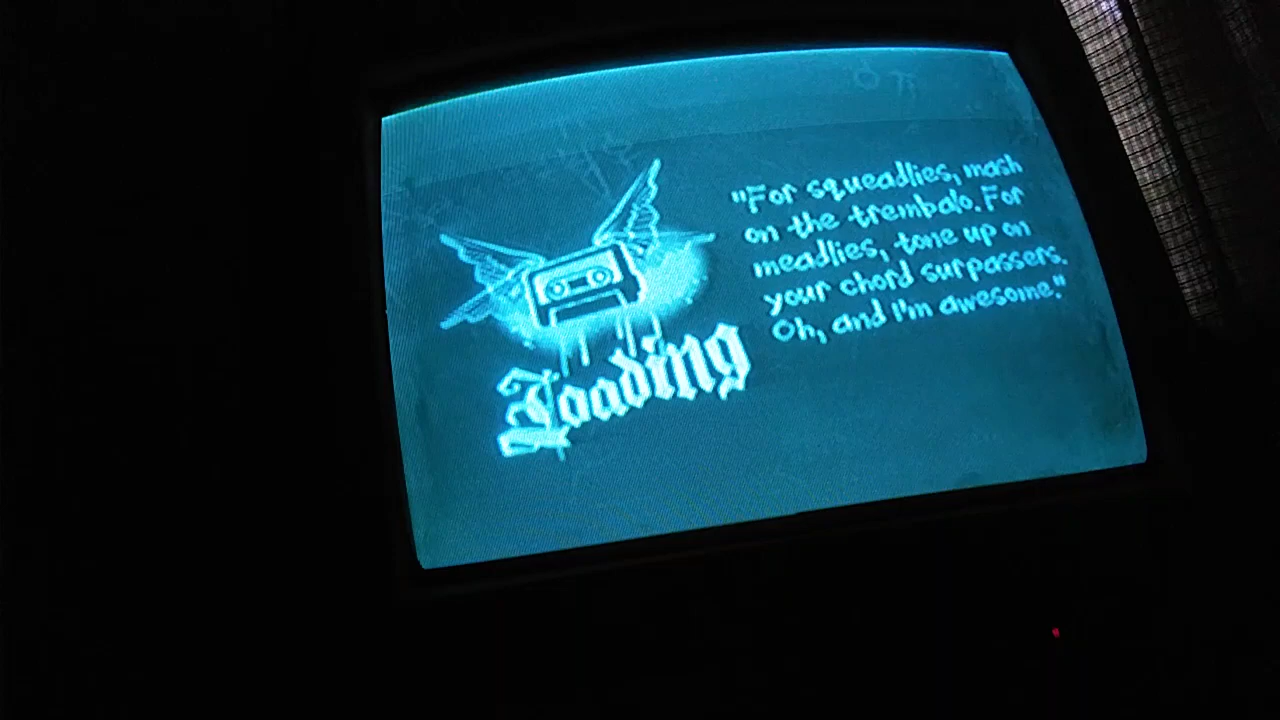 "For squeadlies, mash
on the trembalo. For
meadlies, tone up on
your chord surpassers.
Oh, and I'm awesome."
Loading